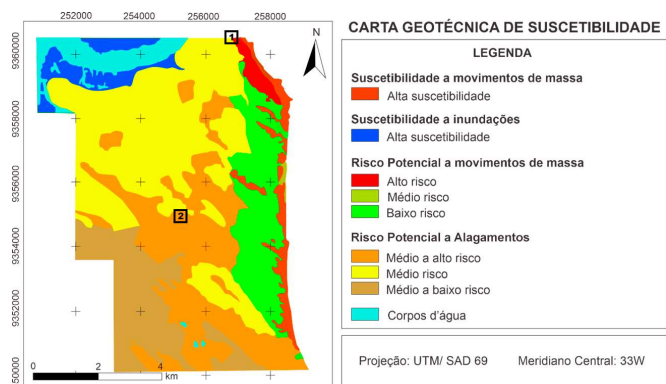 252000
254000
256000
258000
9360000
9358000
9356000
9354000
9352000
50000
1
2
N
0
2
4
km
CARTA GEOTÉCNICA DE SUSCETIBILIDADE
LEGENDA
Suscetibilidade a movimentos de massa
Alta suscetibilidade
Suscetibilidade a inundações
Alta suscetibilidade
Risco Potencial a movimentos de massa
Alto risco
Médio risco
Baixo risco
Risco Potencial a Alagamentos
Médio a alto risco
Médio risco
Médio a baixo risco
Corpos d'água
Projeção: UTM/ SAD 69 Meridiano Central: 33W